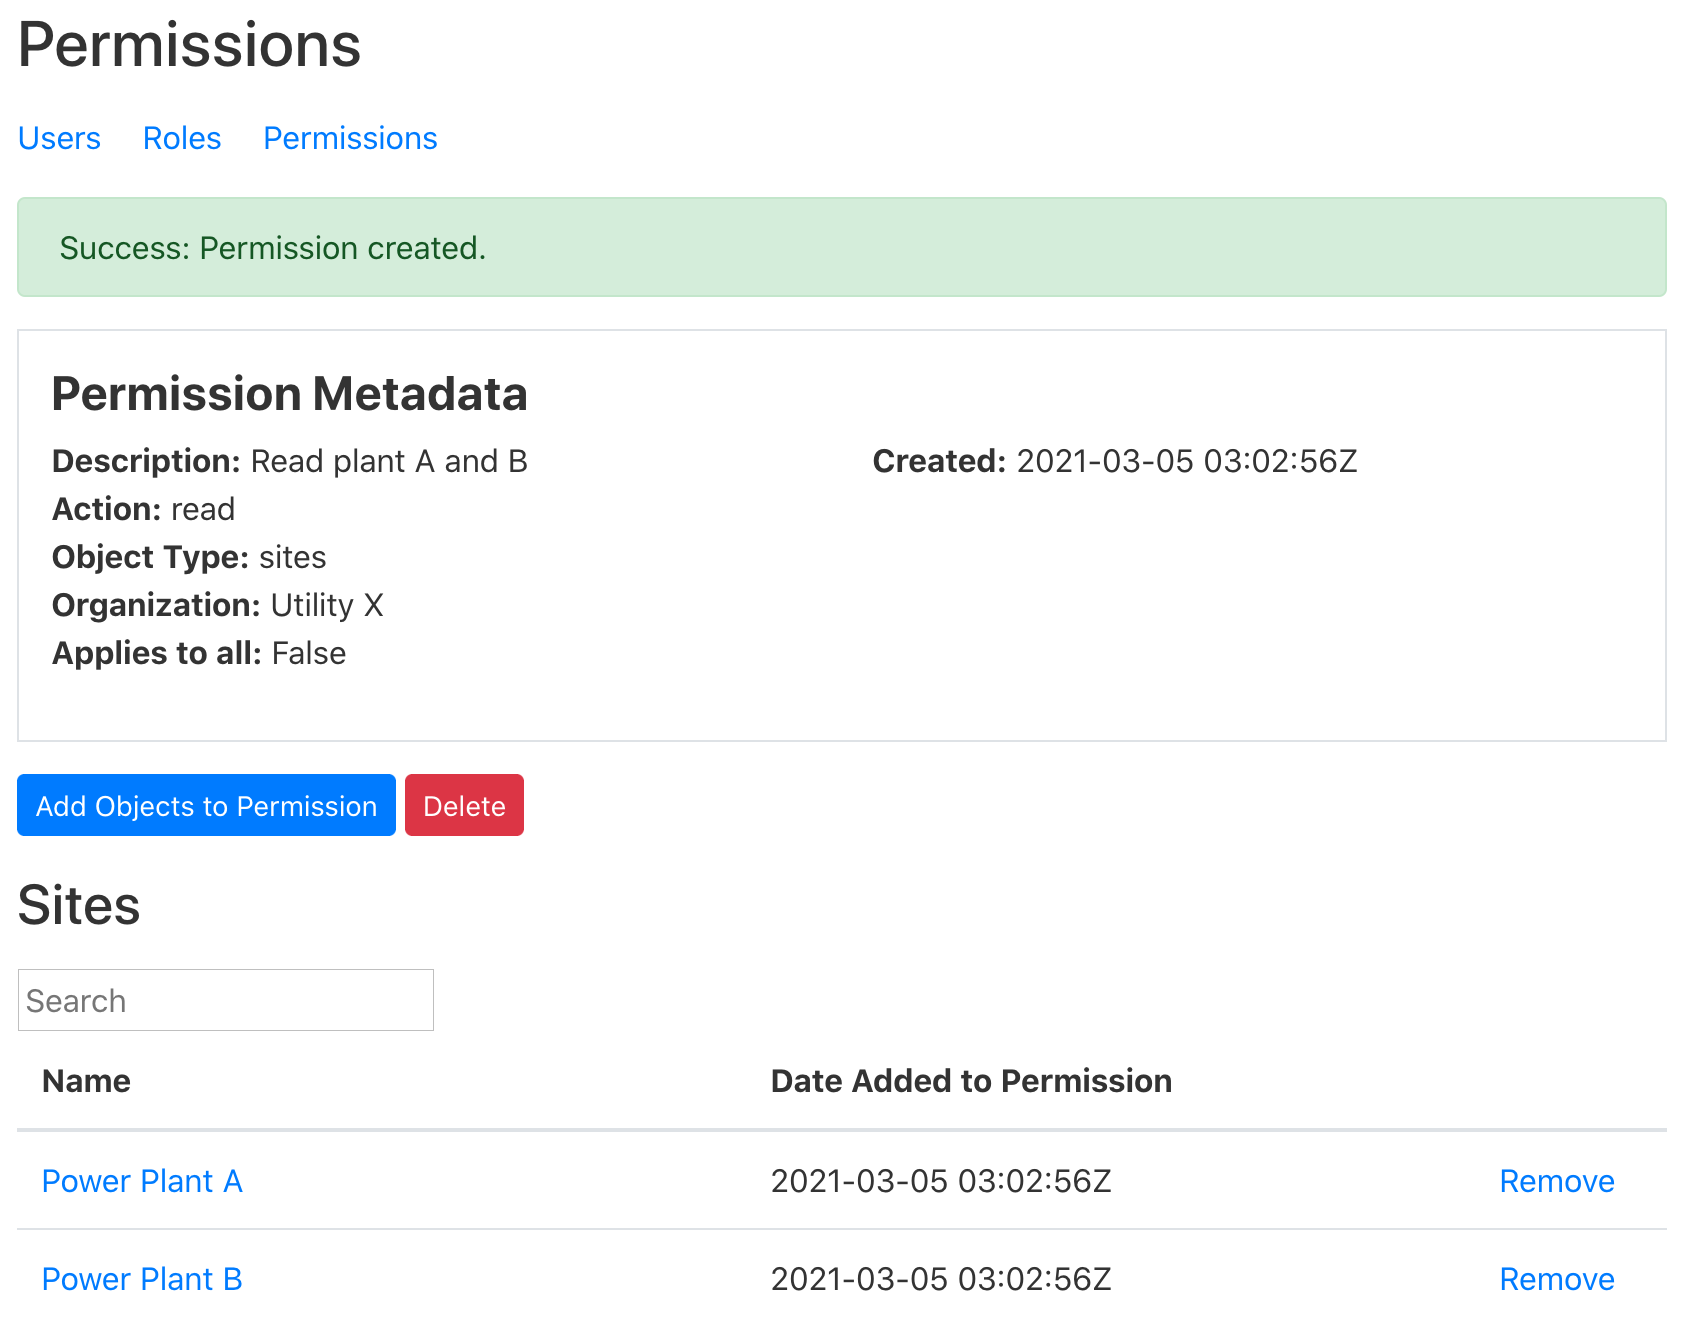 Permissions
Users Roles Permissions
Success: Permission created.
Permission Metadata
Description: Read plant A and B Created: 2021-03-05 03:02:56Z
Action: read
Object Type: sites
Organization: Utility X
Applies to all: False
Add Objects to Permission Delete
Sites
Search
Name Date Added to Permission
Power Plant A 2021-03-05 03:02:56Z Remove
Power Plant B 2021-03-05 03:02:56Z Remove